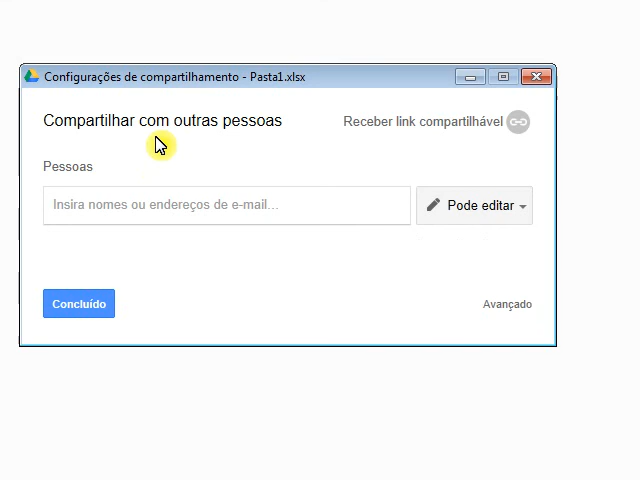 Configurações de compartilhamento - Pasta1.xlsx
Compartilhar com outras pessoas
Receber link compartilhável
Pessoas
Insira nomes ou endereços de e-mail...
Pode editar
Concluído
Avançado